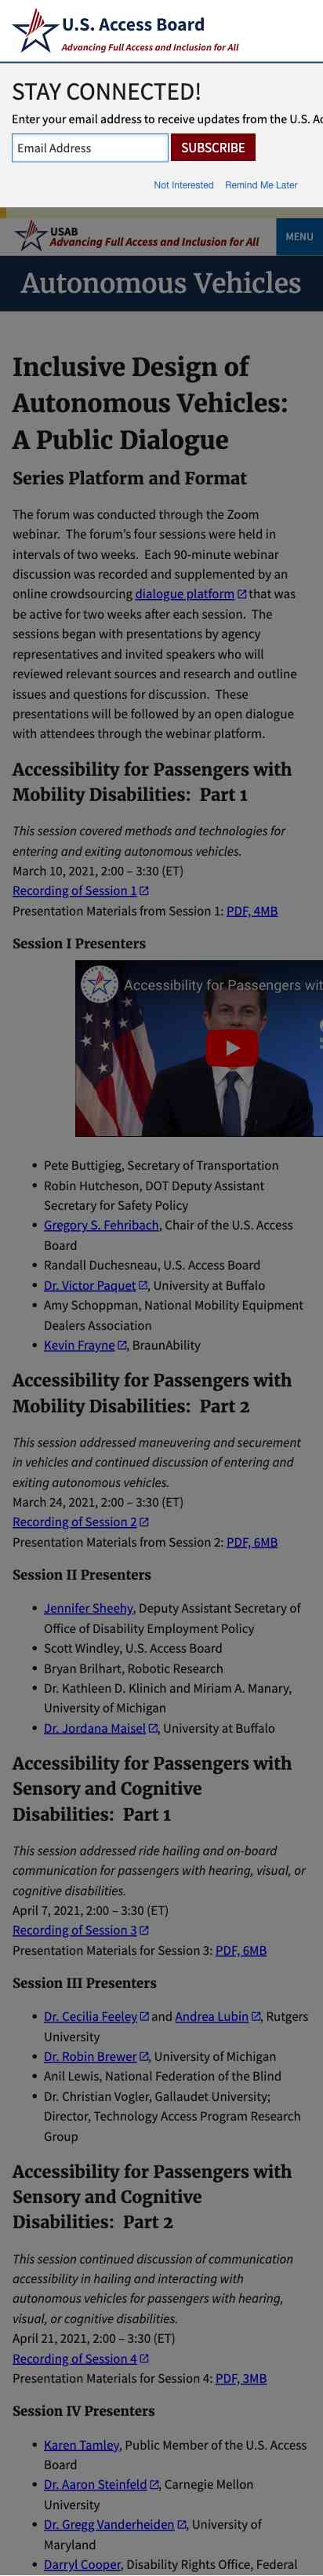 U.S. Access Board
Advancing Full Access and Inclusion for All
STAY CONNECTED!
Enter your email address to receive updates from the U.S. Ac
Email Address
SUBSCRIBE
Not Interested Remind Me Later
USAB
Advancing Full Access and Inclusion for All
MENU
Autonomous Vehicles
Inclusive Design of
Autonomous Vehicles:
A Public Dialogue
Series Platform and Format
The forum was conducted through the Zoom
webinar. The forum's four sessions were held in
intervals of two weeks. Each 90-minute webinar
discussion was recorded and supplemented by an
online crowdsourcing dialogue platform that was
be active for two weeks after each session. The
sessions began with presentations by agency
representatives and invited speakers who will
reviewed relevant sources and research and outline
issues and questions for discussion. These
presentations will be followed by an open dialogue
with attendees through the webinar platform.
Accessibility for Passengers with
Mobility Disabilities: Part 1
This session covered methods and technologies for
entering and exiting autonomous vehicles.
March 10, 2021, 2:00 – 3:30 (ET)
Recording of Session 1
Presentation Materials from Session 1: PDF, 4MB
Session I Presenters
Accessibility for Passengers wit
• Pete Buttigieg, Secretary of Transportation
• Robin Hutcheson, DOT Deputy Assistant
Secretary for Safety Policy
• Gregory S. Fehribach, Chair of the U.S. Access
Board
• Randall Duchesneau, U.S. Access Board
• Dr. Victor Paquet, University at Buffalo
• Amy Schoppman, National Mobility Equipment
Dealers Association
• Kevin Frayne, BraunAbility
Accessibility for Passengers with
Mobility Disabilities: Part 2
This session addressed maneuvering and securement
in vehicles and continued discussion of entering and
exiting autonomous vehicles.
March 24, 2021, 2:00 – 3:30 (ET)
Recording of Session 2
Presentation Materials from Session 2: PDF, 6MB
Session II Presenters
• Jennifer Sheehy, Deputy Assistant Secretary of
Office of Disability Employment Policy
• Scott Windley, U.S. Access Board
• Bryan Brilhart, Robotic Research
• Dr. Kathleen D. Klinich and Miriam A. Manary,
University of Michigan
• Dr. Jordana Maisel, University at Buffalo
Accessibility for Passengers with
Sensory and Cognitive
Disabilities: Part 1
This session addressed ride hailing and on-board
communication for passengers with hearing, visual, or
cognitive disabilities.
April 7, 2021, 2:00 – 3:30 (ET)
Recording of Session 3
Presentation Materials for Session 3: PDF, 6MB
Session III Presenters
• Dr. Cecilia Feeley and Andrea Lubin, Rutgers
University
• Dr. Robin Brewer, University of Michigan
• Anil Lewis, National Federation of the Blind
• Dr. Christian Vogler, Gallaudet University;
Director, Technology Access Program Research
Group
Accessibility for Passengers with
Sensory and Cognitive
Disabilities: Part 2
This session continued discussion of communication
accessibility in hailing and interacting with
autonomous vehicles for passengers with hearing,
visual, or cognitive disabilities.
April 21, 2021, 2:00 – 3:30 (ET)
Recording of Session 4
Presentation Materials for Session 4: PDF, 3MB
Session IV Presenters
• Karen Tamley, Public Member of the U.S. Access
Board
• Dr. Aaron Steinfeld, Carnegie Mellon
University
• Dr. Gregg Vanderheiden, University of
Maryland
• Darryl Cooper, Disability Rights Office, Federal